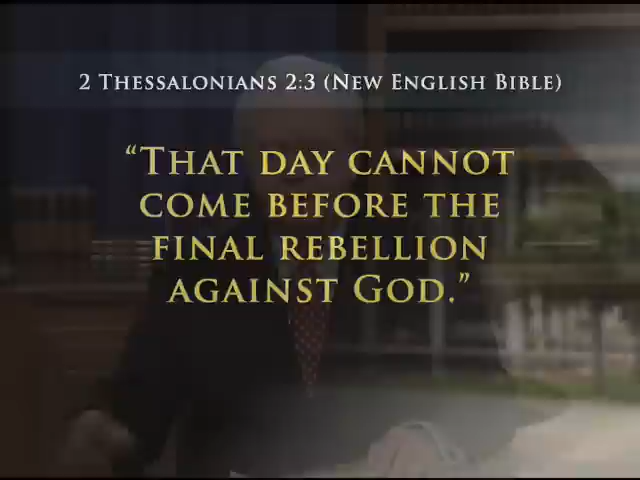 2 Thessalonians 2:3 (New English Bible)
“That day cannot
come before the
final rebellion
against God.”